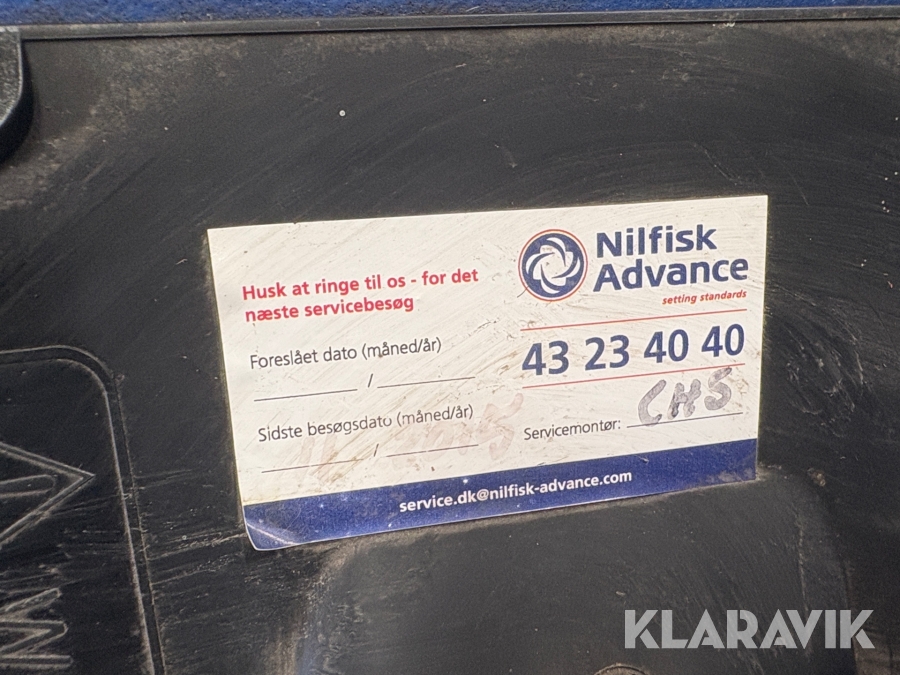 Husk at ringe til os - for det
næste servicebesøg
Foreslået dato (måned/år)
/
Sidste besøgsdato (måned/år)
/
Nilfisk
Advance
setting standards
43 23 40 40
Servicemontør: CHS
service.dk@nilfisk-advance.com
KLARAVIK